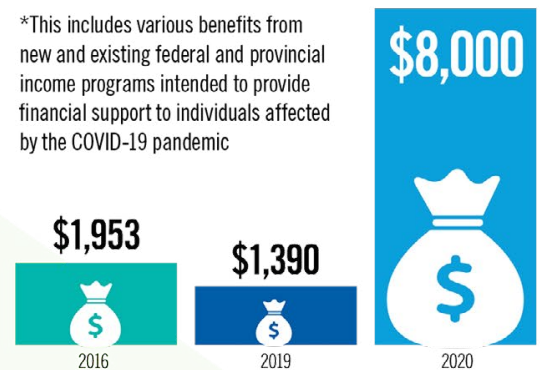 *This includes various benefits from
new and existing federal and provincial
income programs intended to provide
financial support to individuals affected
by the COVID-19 pandemic
$8,000
$1,953
$1,390
$
$
$
2016
2019
2020